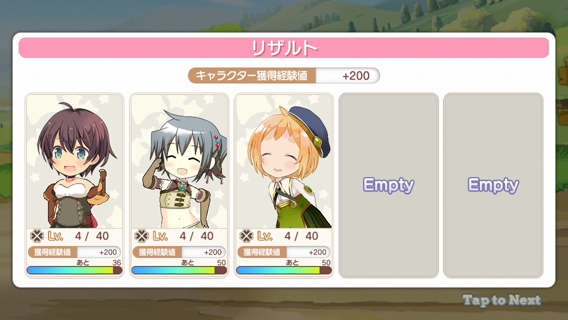 リザルト
キャラクター獲得経験値 +200
Lv. 4 / 40
獲得経験値 +200
あと 36
Lv. 4 / 40
獲得経験値 +200
あと 50
Lv. 4 / 40
獲得経験値 +200
あと 50
Empty
Empty
Tap to Next